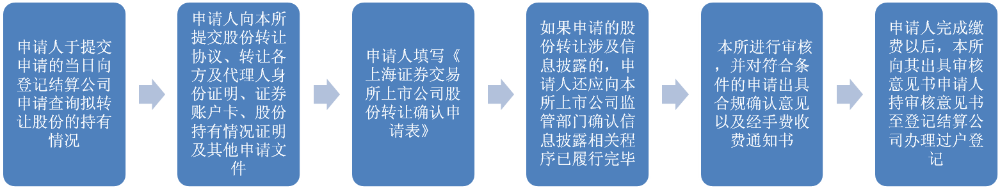 申请人于提交
申请的当日向
登记结算公司
申请查询拟转
让股份的持有
情况
申请人向本所
提交股份转让
协议、转让各
方及代理人身
份证明、证券
账户卡、股份
持有情况证明
及其他申请文
件
申请人填写《
上海证券交易
所上市公司股
份转让确认申
请表》
如果申请的股
份转让涉及信
息披露的，申
请人还应向本
所上市公司监
管部门确认信
息披露相关程
序已履行完毕
本所进行审核
，并对符合条
件的申请出具
合规确认意见
以及经手费收
费通知书
申请人完成缴
费以后，本所
向其出具审核
意见书申请人
持审核意见书
至登记结算公
司办理过户登
记